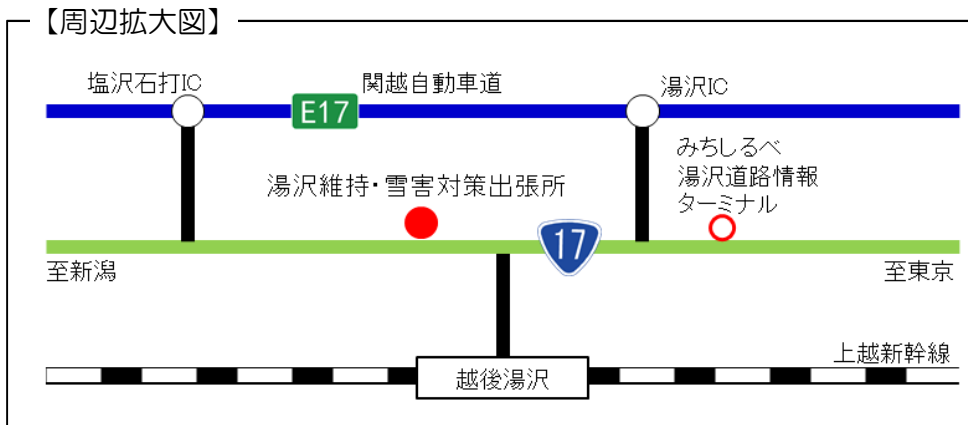 【周辺拡大図】
塩沢石打IC
関越自動車道
湯沢IC
E17
みちしるべ
湯沢道路情報
ターミナル
湯沢維持・雪害対策出張所
17
至新潟
至東京
上越新幹線
越後湯沢